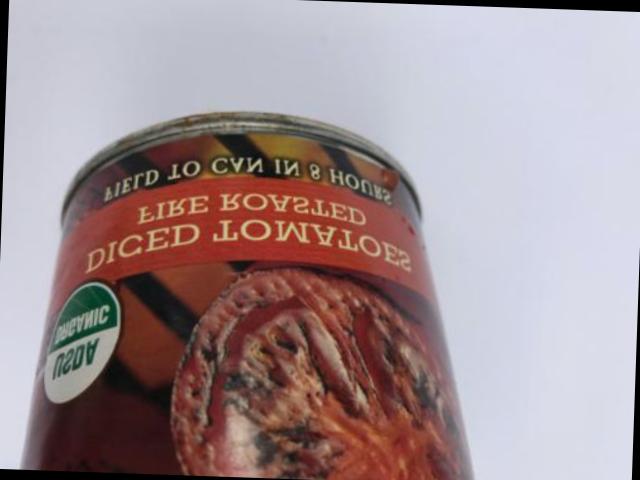 USDA
ORGANIC
DICED TOMATOES
FIRE ROASTED
FIELD TO CAN IN 8 HOURS